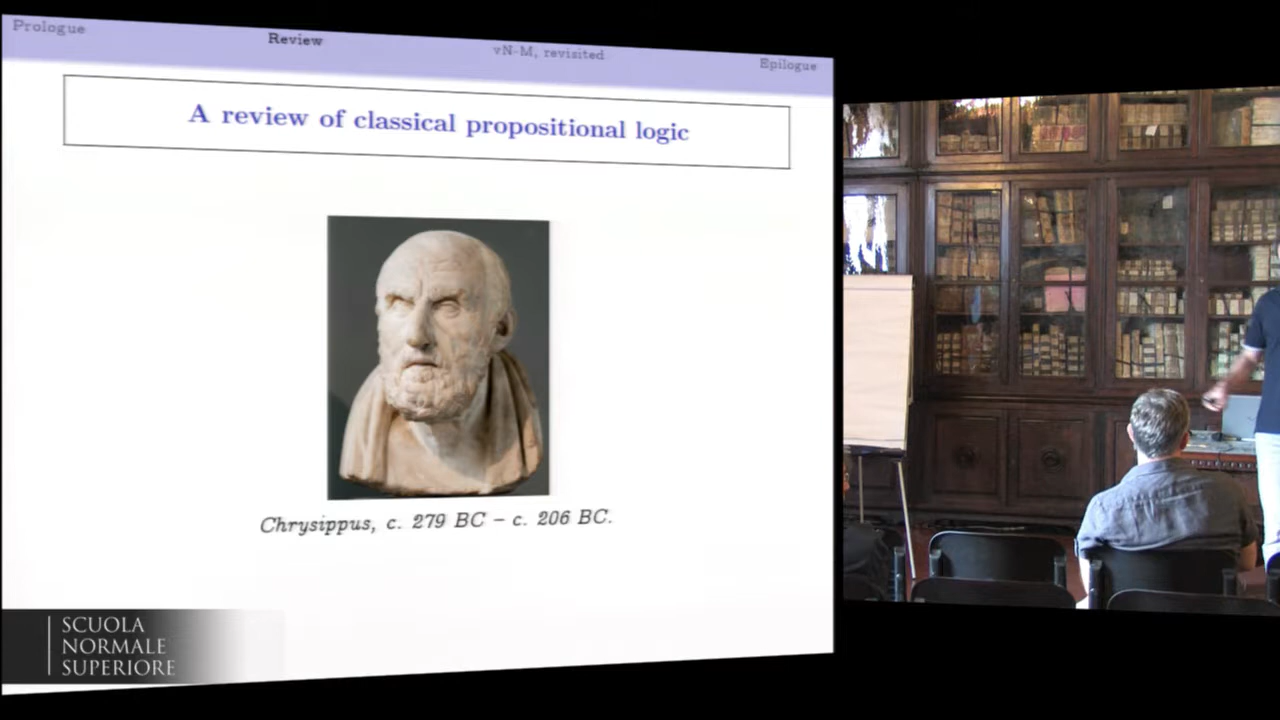 Prologue
Review
vN-M, revisited
Epilogue
A review of classical propositional logic
Chrysippus, c. 279 BC – c. 206 BC.
SCUOLA
NORMALE
SUPERIORE